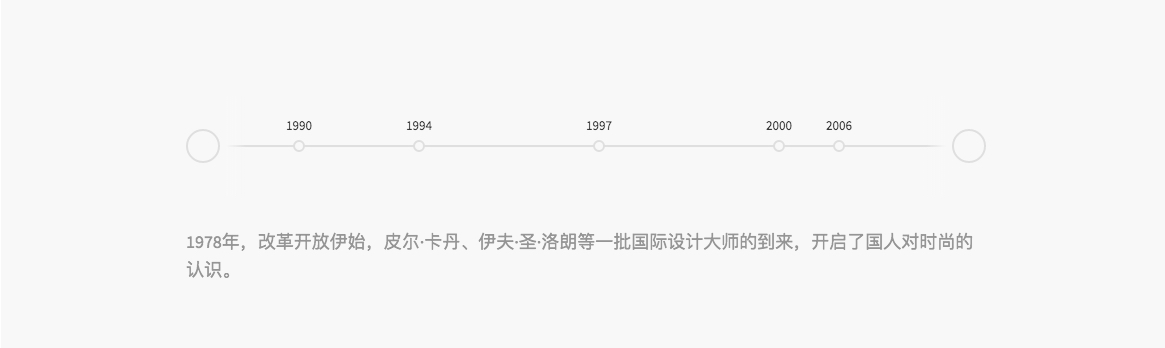 1990 1994 1997 2000 2006
1978年，改革开放伊始，皮尔·卡丹、伊夫·圣·洛朗等一批国际设计大师的到来，开启了国人对时尚的
认识。